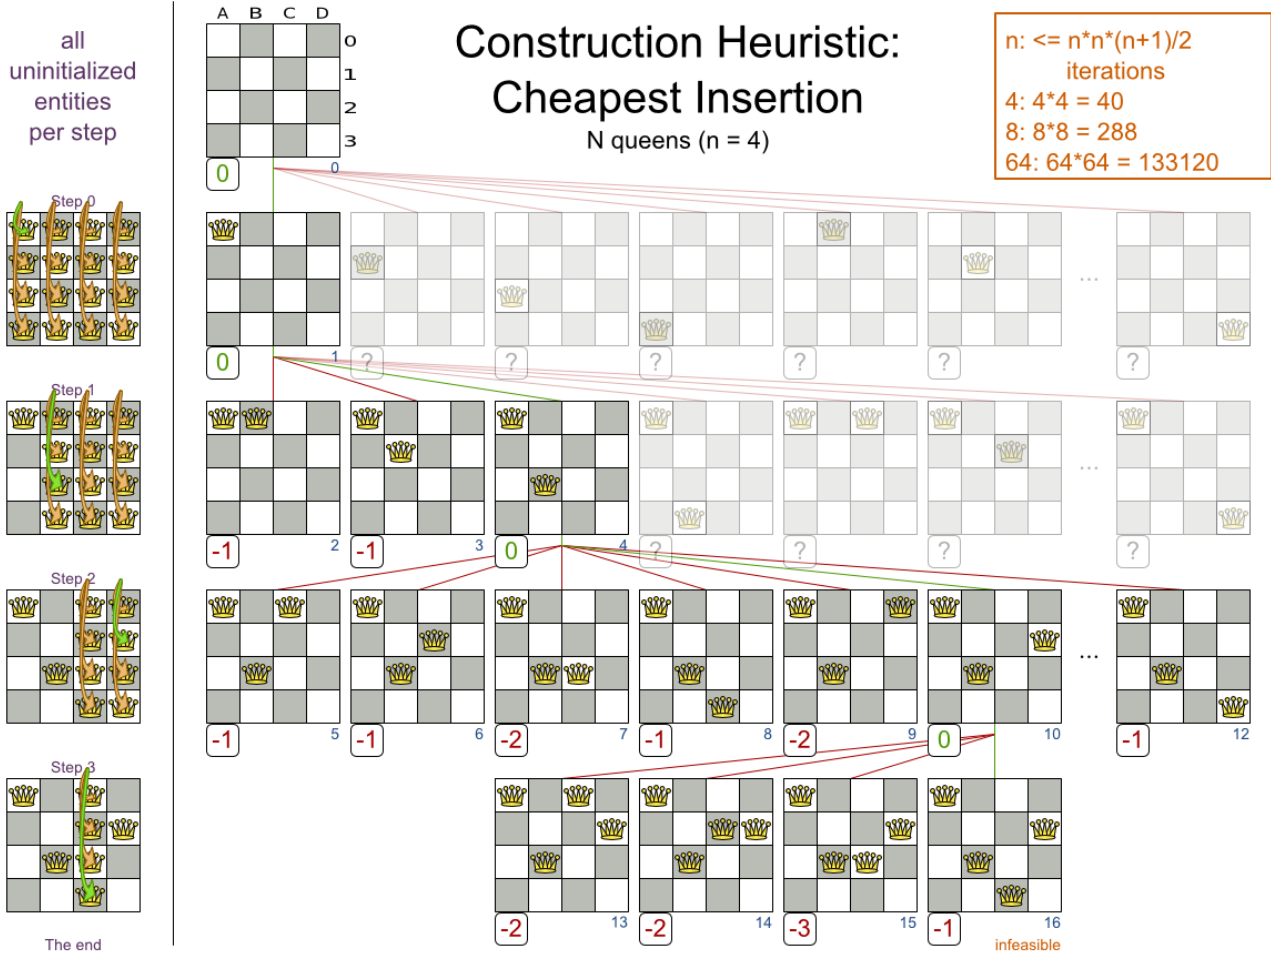 all
uninitialized
entities
per step
A B C D
0
1
2
3
Construction Heuristic:
Cheapest Insertion
N queens (n = 4)
n: <= n*n*(n+1)/2
iterations
4: 4*4 = 40
8: 8*8 = 288
64: 64*64 = 133120
0 0
Step 0
...
0 1 ? ? ? ? ? ?
Step 1
...
-1 2 -1 3 0 4 ? ? ? ?
Step 2
...
-1 5 -1 6 -2 7 -1 8 -2 9 0 10 -1 12
Step 3
-2 13 -2 14 -3 15 -1 16
The end
infeasible